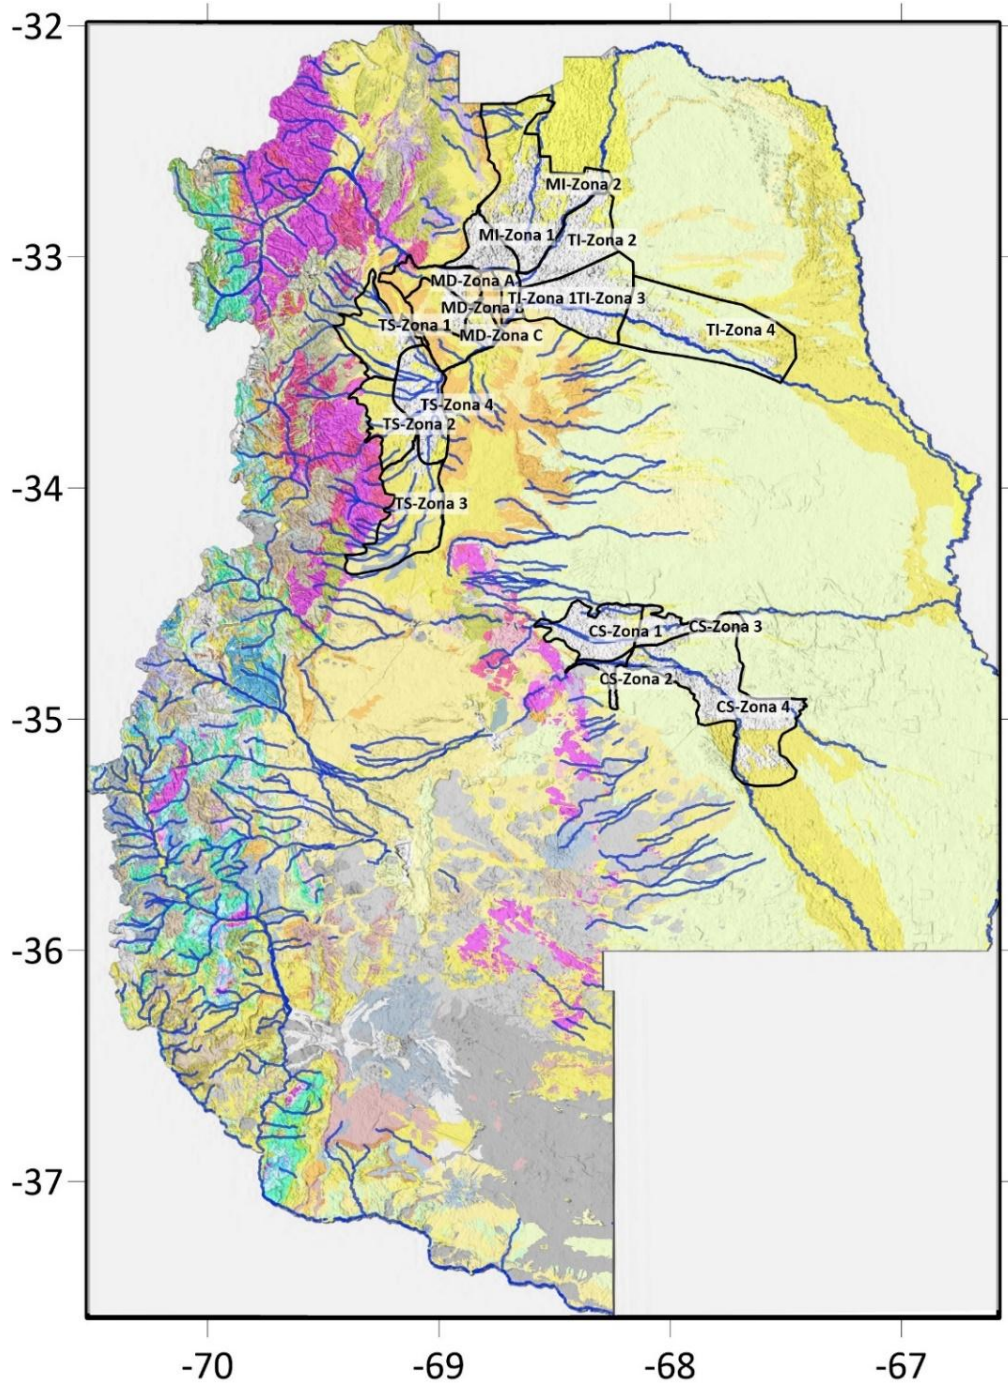 -32
MI-Zona 2
MI-Zona 1
TI-Zona 2
-33
MD-Zona A
TI-Zona 1
TI-Zona 3
MD-Zona B
TS-Zona 1
MD-Zona C
TI-Zona 4
TS-Zona 4
TS-Zona 2
-34
TS-Zona 3
CS-Zona 1
CS-Zona 3
CS-Zona 2
CS-Zona 4
-35
-36
-37
-70
-69
-68
-67